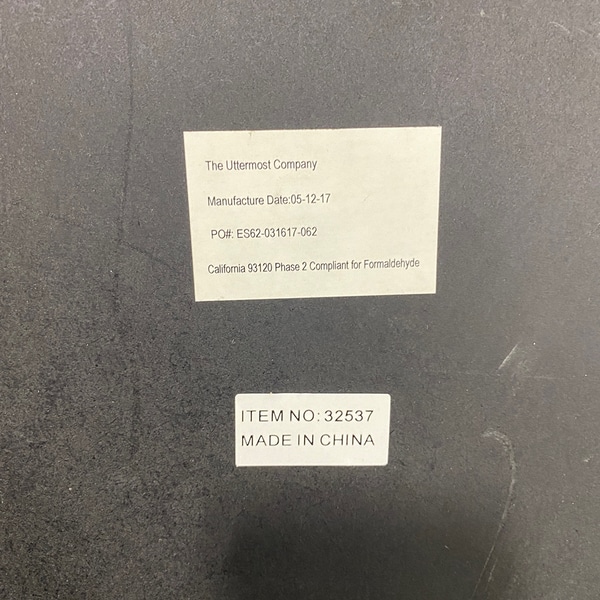 The Uttermost Company
Manufacture Date:05-12-17
PO#: ES62-031617-062
California 93120 Phase 2 Compliant for Formaldehyde
ITEM NO: 32537
MADE IN CHINA